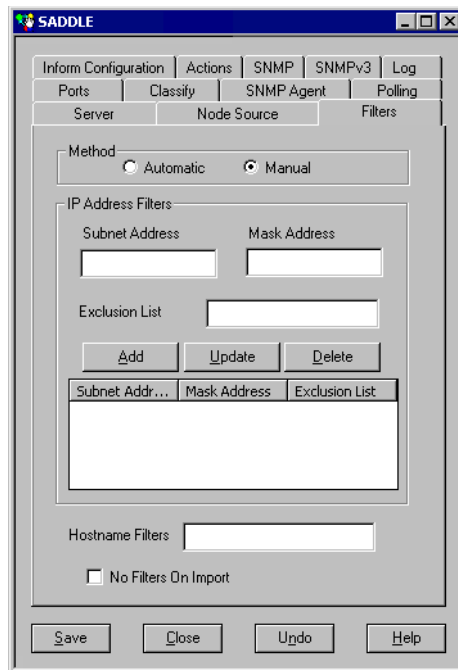 SADDLE
Inform Configuration Actions SNMP SNMPv3 Log
Ports Classify SNMP Agent Polling
Server Node Source Filters
Method
Automatic Manual
IP Address Filters
Subnet Address Mask Address
Exclusion List
Add Update Delete
Subnet Addr... Mask Address Exclusion List
Hostname Filters
No Filters On Import
Save Close Undo Help